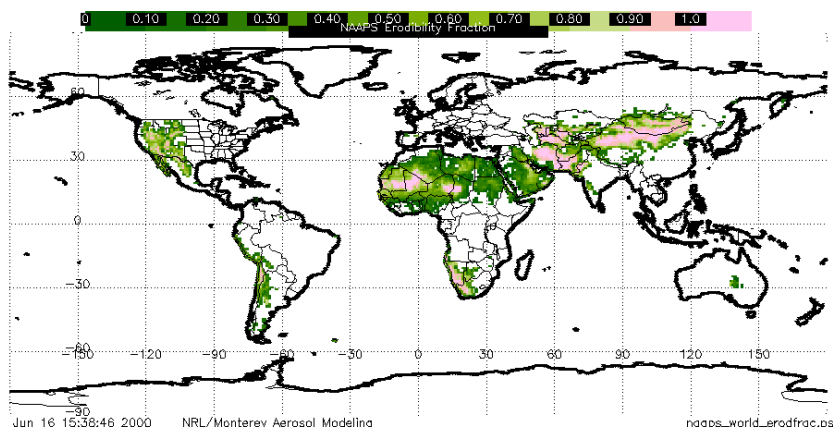 0 0.10 0.20 0.30 0.40 0.50 0.60 0.70 0.80 0.90 1.0
NAAPS Erodibility Fraction
60
30
0
-30
-60
-150 -120 -90 -60 -30 0 30 60 90 120 150
-90
Jun 16 15:38:46 2000 NRL/Monterey Aerosol Modeling naaps_world_erodfrac.ps